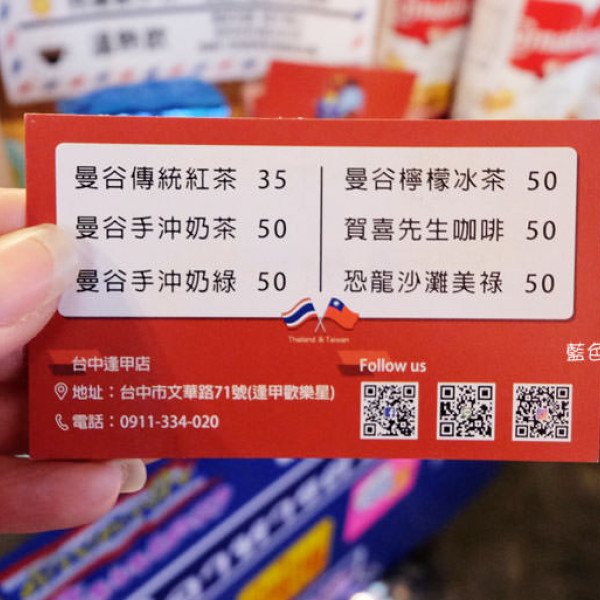 溫熱飲
曼谷傳統紅茶 35
曼谷手沖奶茶 50
曼谷手沖奶綠 50
曼谷檸檬冰茶 50
賀喜先生咖啡 50
恐龍沙灘美祿 50
Thailand & Taiwan
台中逢甲店
地址：台中市文華路71號(逢甲歡樂星)
電話：0911-334-020
Follow us
藍色